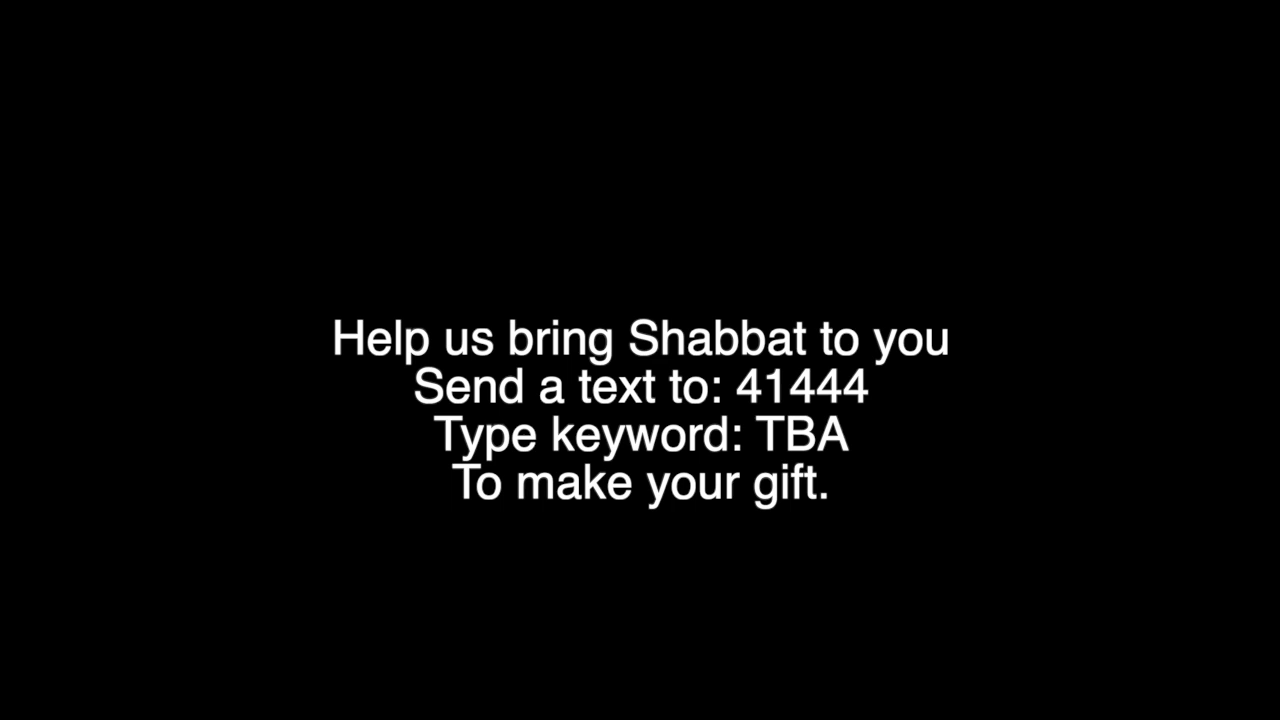 Help us bring Shabbat to you
Send a text to: 41444
Type keyword: TBA
To make your gift.